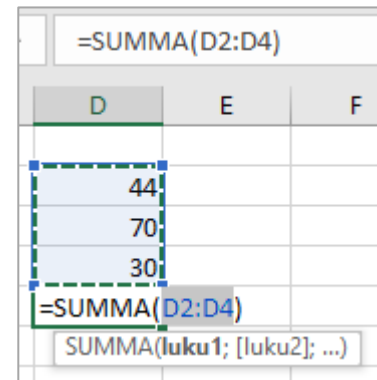 =SUMMA(D2:D4)
D E F
44
70
30
=SUMMA(D2:D4)
SUMMA(luku1; [luku2]; ...)